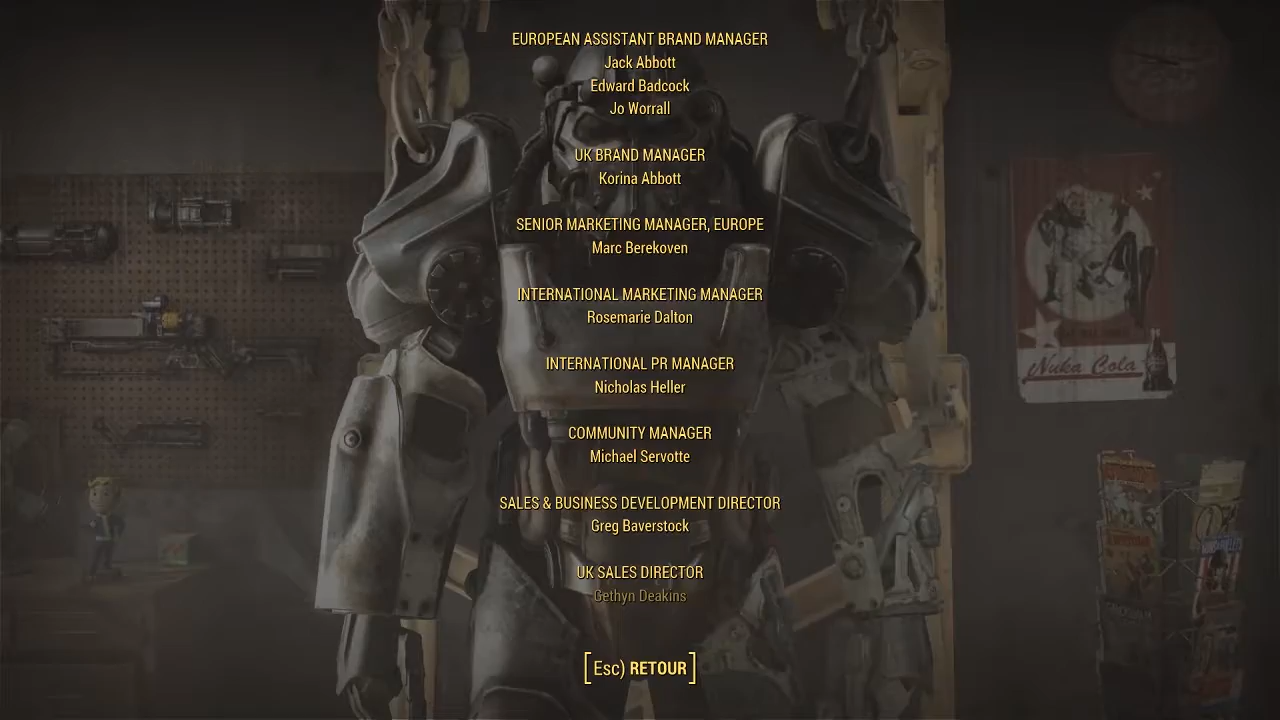 EUROPEAN ASSISTANT BRAND MANAGER
Jack Abbott
Edward Badcock
Jo Worrall
UK BRAND MANAGER
Korina Abbott
SENIOR MARKETING MANAGER, EUROPE
Marc Berekoven
INTERNATIONAL MARKETING MANAGER
Rosemarie Dalton
INTERNATIONAL PR MANAGER
Nicholas Heller
COMMUNITY MANAGER
Michael Servotte
SALES & BUSINESS DEVELOPMENT DIRECTOR
Greg Baverstock
UK SALES DIRECTOR
Gethyn Deakins
[Esc) RETOUR]
Nuka Cola